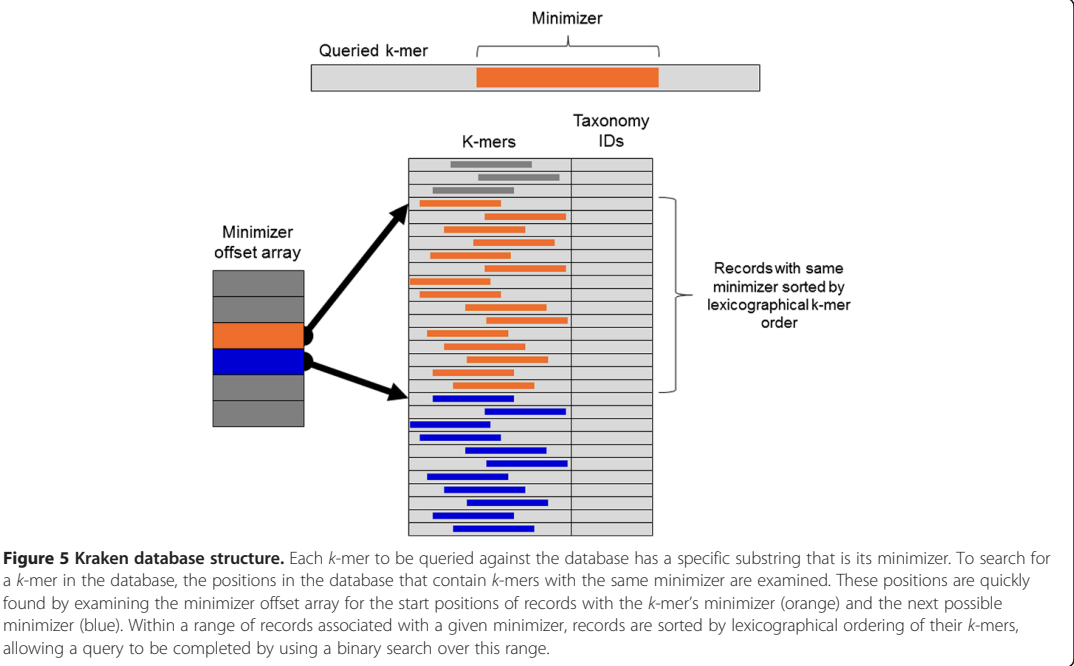 Minimizer
Queried k-mer
Taxonomy
IDs
K-mers
Minimizer
offset array
Records with same
minimizer sorted by
lexicographical k-mer
order
Figure 5 Kraken database structure. Each k-mer to be queried against the database has a specific substring that is its minimizer. To search for
a k-mer in the database, the positions in the database that contain k-mers with the same minimizer are examined. These positions are quickly
found by examining the minimizer offset array for the start positions of records with the k-mer's minimizer (orange) and the next possible
minimizer (blue). Within a range of records associated with a given minimizer, records are sorted by lexicographical ordering of their k-mers,
allowing a query to be completed by using a binary search over this range.